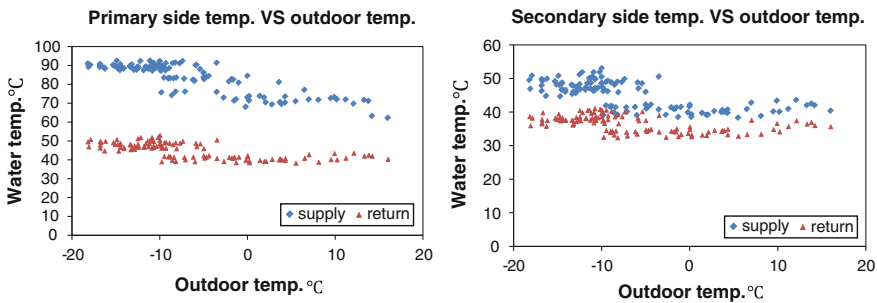 Primary side temp. VS outdoor temp.
100
90
80
70
60
50
40
30
20
10
0
Water temp.°C
supply return
-20 -10 0 10 20
Outdoor temp.°C
Secondary side temp. VS outdoor temp.
60
50
40
30
20
10
0
Water temp.°C
supply return
-20 -10 0 10 20
Outdoor temp.°C